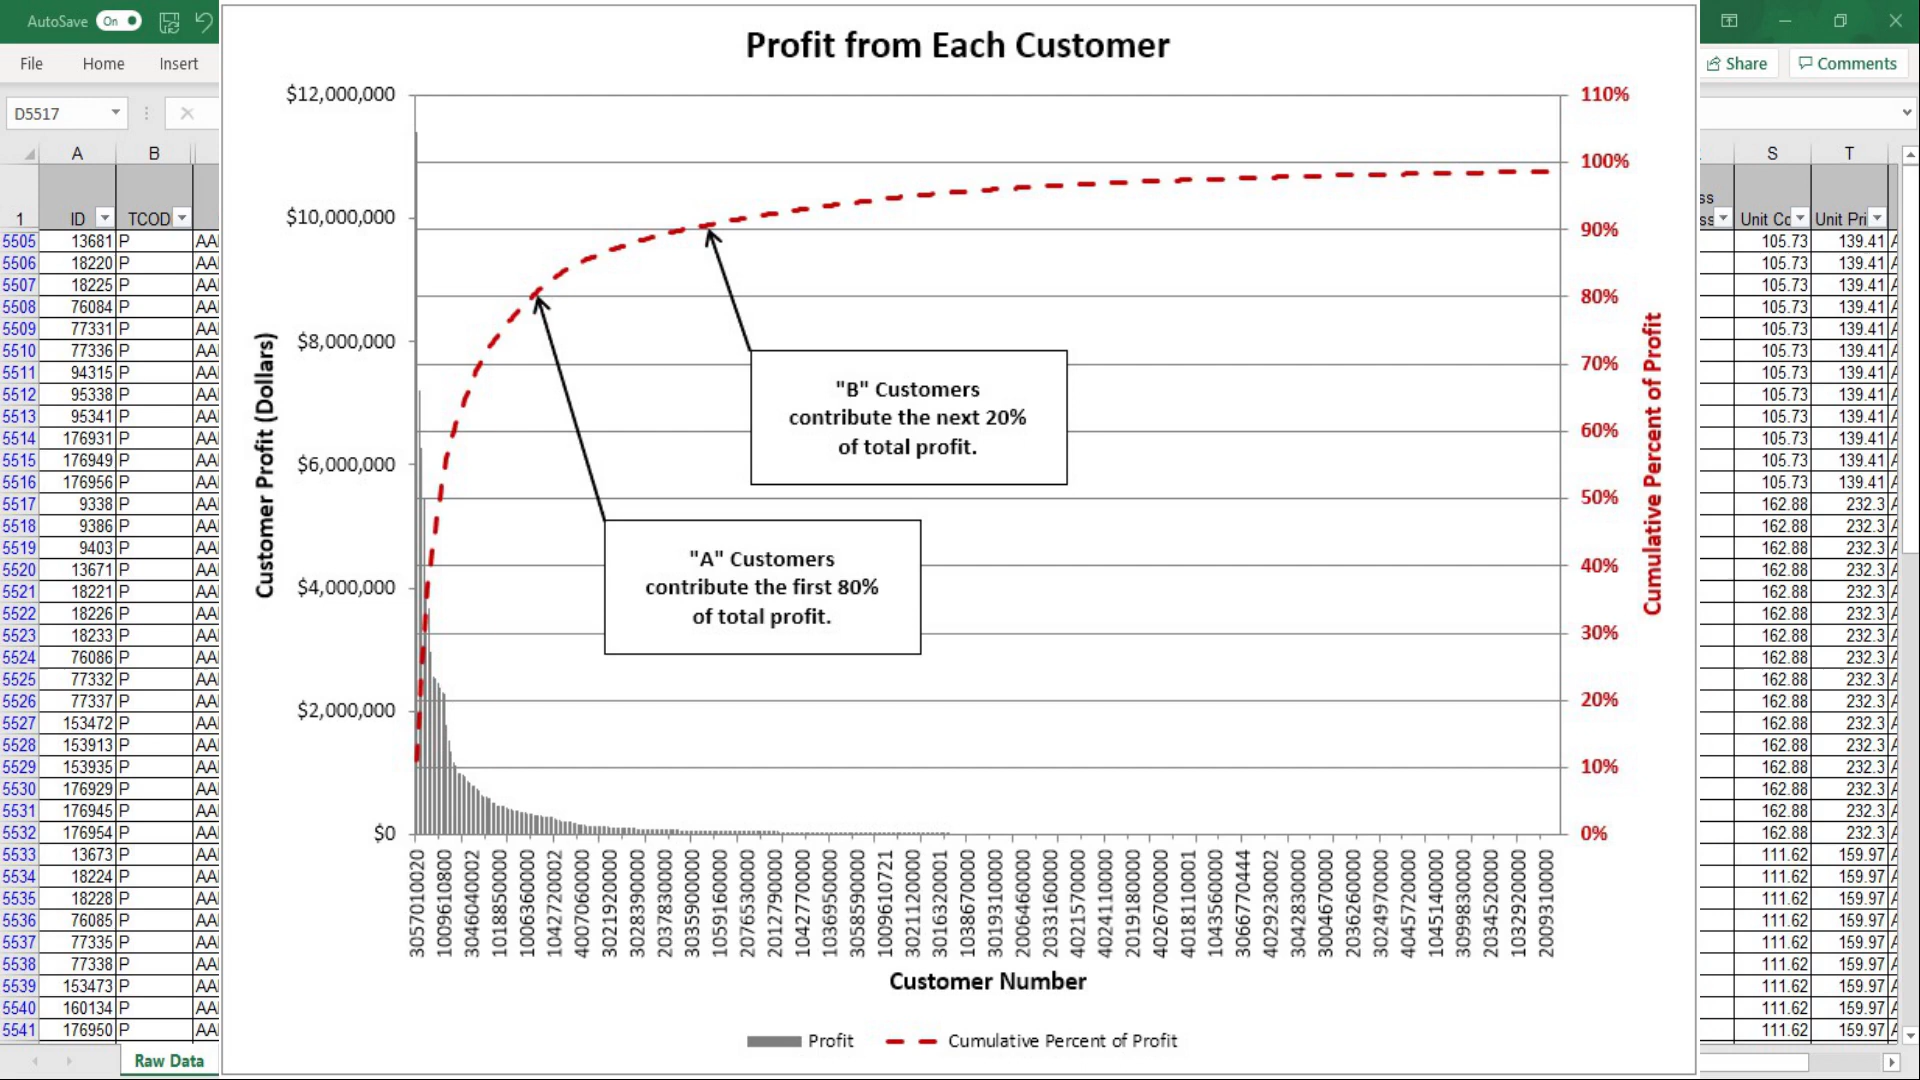 AutoSave On
File Home Insert Share Comments
D5517
A B S T
1 ID TCOD Unit Co Unit Pri
5505 13681 P AA 105.73 139.41
5506 18220 P AA 105.73 139.41
5507 18225 P AA 105.73 139.41
5508 76084 P AA 105.73 139.41
5509 77331 P AA 105.73 139.41
5510 77336 P AA 105.73 139.41
5511 94315 P AA 105.73 139.41
5512 95338 P AA 105.73 139.41
5513 95341 P AA 105.73 139.41
5514 176931 P AA 105.73 139.41
5515 176949 P AA 105.73 139.41
5516 176956 P AA 105.73 139.41
5517 9338 P AA 162.88 232.3
5518 9386 P AA 162.88 232.3
5519 9403 P AA 162.88 232.3
5520 13671 P AA 162.88 232.3
5521 18221 P AA 162.88 232.3
5522 18226 P AA 162.88 232.3
5523 18233 P AA 162.88 232.3
5524 76086 P AA 162.88 232.3
5525 77332 P AA 162.88 232.3
5526 77337 P AA 162.88 232.3
5527 153472 P AA 162.88 232.3
5528 153913 P AA 162.88 232.3
5529 153935 P AA 162.88 232.3
5530 176929 P AA 162.88 232.3
5531 176945 P AA 162.88 232.3
5532 176954 P AA 162.88 232.3
5533 13673 P AA 111.62 159.97
5534 18224 P AA 111.62 159.97
5535 18228 P AA 111.62 159.97
5536 76085 P AA 111.62 159.97
5537 77335 P AA 111.62 159.97
5538 77338 P AA 111.62 159.97
5539 153473 P AA 111.62 159.97
5540 160134 P AA 111.62 159.97
5541 176950 P AA 111.62 159.97
Raw Data
Profit from Each Customer
Customer Profit (Dollars)
$12,000,000
$10,000,000
$8,000,000
$6,000,000
$4,000,000
$2,000,000
$0
"B" Customers
contribute the next 20%
of total profit.
"A" Customers
contribute the first 80%
of total profit.
110%
100%
90%
80%
70%
60%
50%
40%
30%
20%
10%
0%
Cumulative Percent of Profit
3057010020
1009610800
3046040002
1018850000
1006360000
1042722002
4007060000
3021920000
3028390000
2037830000
3035900000
1059160000
2076530000
2012790000
1042770000
1036950000
3058590000
1009610721
3021120000
3016320001
1038670000
3019310000
2006460000
2033160000
4021570000
4024110000
2019180000
4026700000
4018110001
1043560000
3066770444
4029230002
3042830000
3004670000
2036260000
3024970000
4045720000
1045140000
3099830000
2034520000
1032920000
2009310000
Customer Number
Profit Cumulative Percent of Profit